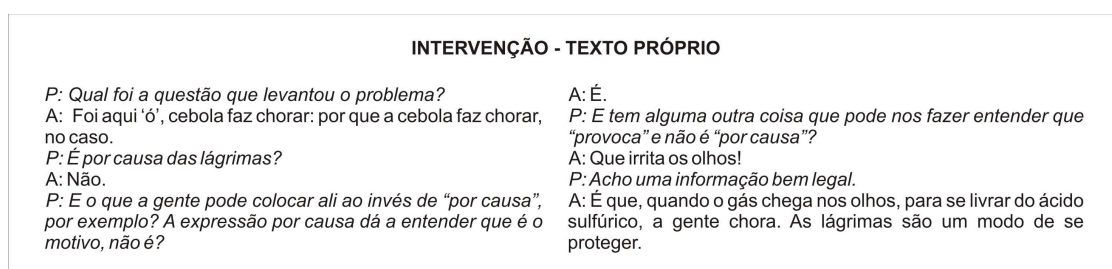 INTERVENÇÃO - TEXTO PRÓPRIO
P: Qual foi a questão que levantou o problema?
A: Foi aqui ‘ó’, cebola faz chorar: por que a cebola faz chorar,
no caso.
P: É por causa das lágrimas?
A: Não.
P: E o que a gente pode colocar ali ao invés de “por causa”,
por exemplo? A expressão por causa dá a entender que é o
motivo, não é?
A: É.
P: E tem alguma outra coisa que pode nos fazer entender que
“provoca” e não é “por causa”?
A: Que irrita os olhos!
P: Acho uma informação bem legal.
A: É que, quando o gás chega nos olhos, para se livrar do ácido
sulfúrico, a gente chora. As lágrimas são um modo de se
proteger.